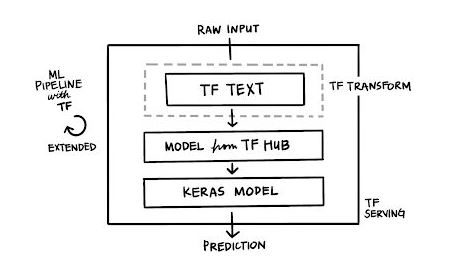 RAW INPUT
ML
PIPELINE
with
TF
EXTENDED
TF TEXT
TF TRANSFORM
MODEL from TF HUB
KERAS MODEL
TF
SERVING
PREDICTION